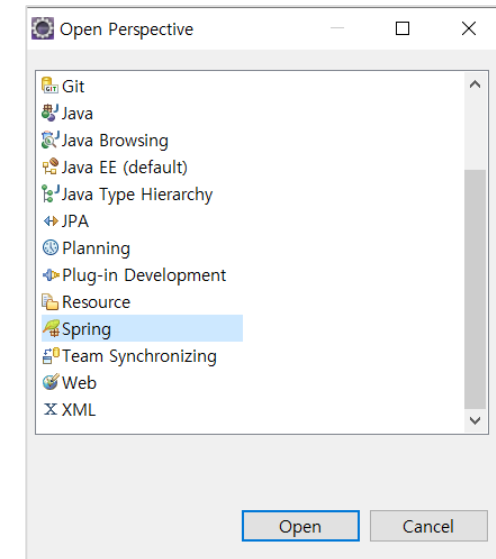 Open Perspective
Git
Java
Java Browsing
Java EE (default)
Java Type Hierarchy
JPA
Planning
Plug-in Development
Resource
Spring
Team Synchronizing
Web
X XML
Open Cancel